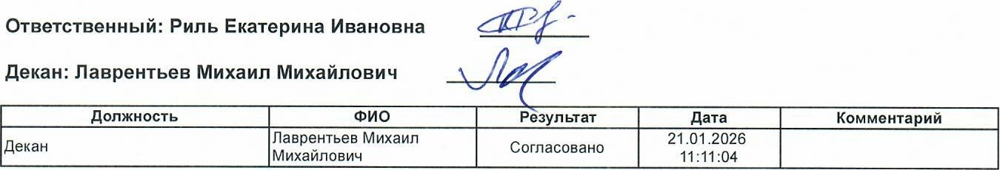 Ответственный: Риль Екатерина Ивановна
Декан: Лаврентьев Михаил Михайлович
Должность ФИО Результат Дата Комментарий
Декан Лаврентьев Михаил Михайлович Согласовано 21.01.2026 11:11:04